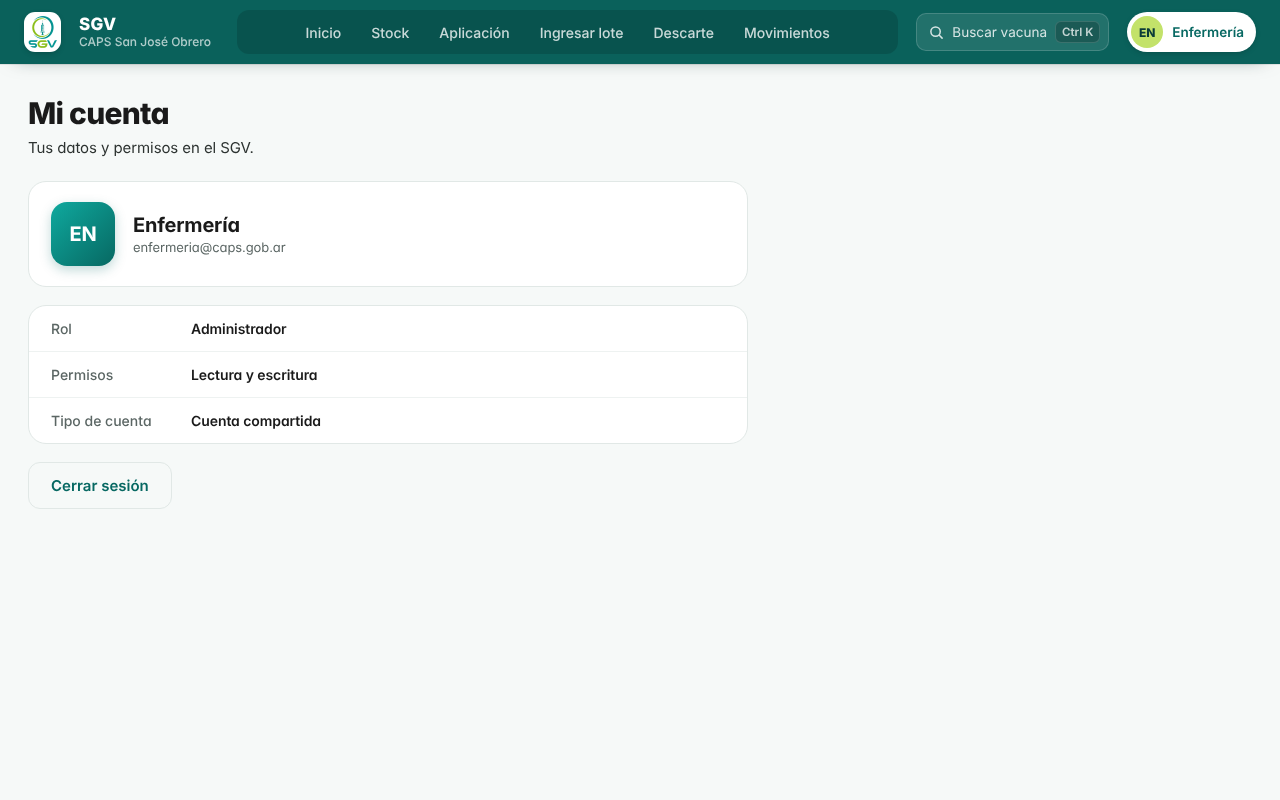 SGV
SGV
CAPS San José Obrero
Inicio
Stock
Aplicación
Ingresar lote
Descarte
Movimientos
Buscar vacuna
Ctrl K
EN
Enfermería
Mi cuenta
Tus datos y permisos en el SGV.
EN
Enfermería
enfermeria@caps.gob.ar
Rol
Administrador
Permisos
Lectura y escritura
Tipo de cuenta
Cuenta compartida
Cerrar sesión